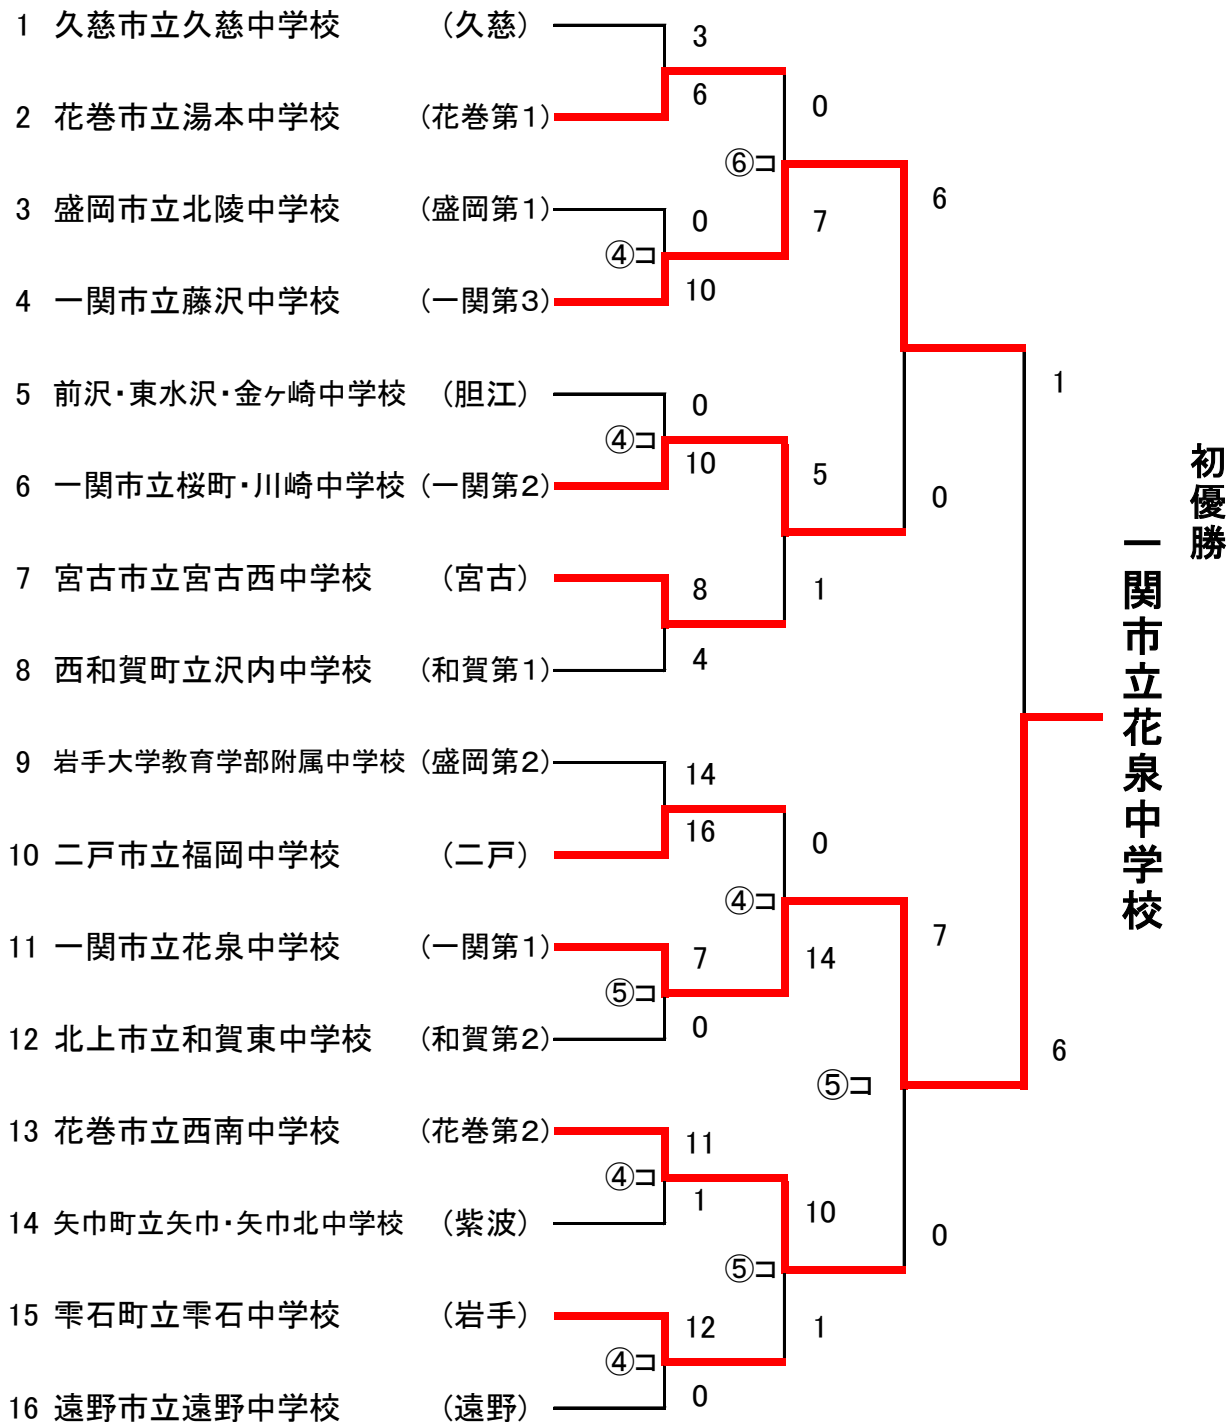 1 久慈市立久慈中学校 (久慈)
3
6
2 花巻市立湯本中学校 (花巻第1)
0
⑥コ
3 盛岡市立北陵中学校 (盛岡第1)
6
0
7
④コ
10
4 一関市立藤沢中学校 (一関第3)
1
5 前沢・東水沢・金ヶ崎中学校 (胆江)
0
④コ
10
5
6 一関市立桜町・川崎中学校 (一関第2)
0
7 宮古市立宮古西中学校 (宮古)
8
1
4
8 西和賀町立沢内中学校 (和賀第1)
初優勝
一関市立花泉中学校
9 岩手大学教育学部附属中学校 (盛岡第2)
14
16
0
10 二戸市立福岡中学校 (二戸)
④コ
7
11 一関市立花泉中学校 (一関第1)
7
14
⑤コ
0
12 北上市立和賀東中学校 (和賀第2)
6
⑤コ
13 花巻市立西南中学校 (花巻第2)
11
④コ
1
10
14 矢巾町立矢巾・矢巾北中学校 (紫波)
0
⑤コ
15 雫石町立雫石中学校 (岩手)
12
1
④コ
0
16 遠野市立遠野中学校 (遠野)